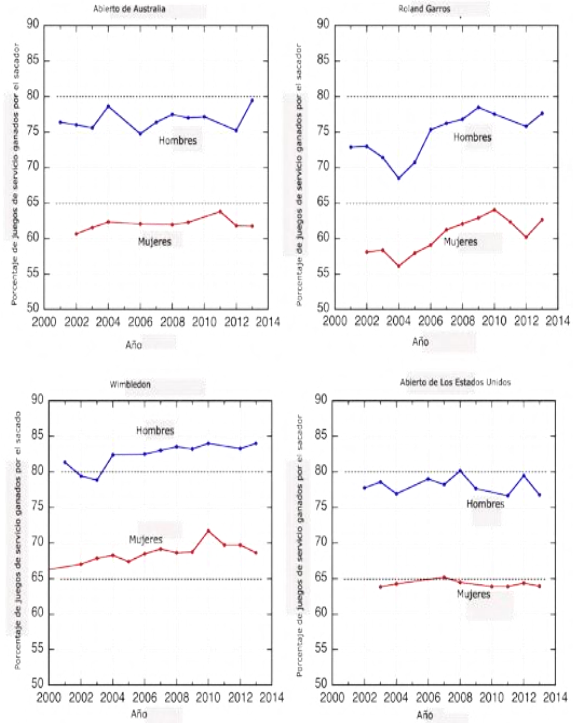 Abierto de Australia
Porcentaje de juegos de servicio ganados por el sacador
90
85
80
75
70
65
60
55
50
Hombres
Mujeres
2000 2002 2004 2006 2008 2010 2012 2014
Año
Roland Garros
Porcentaje de juegos de servicio ganados por el sacador
90
85
80
75
70
65
60
55
50
Hombres
Mujeres
2000 2002 2004 2006 2008 2010 2012 2014
Año
Wimbledon
Porcentaje de juegos de servicio ganados por el sacado
90
85
80
75
70
65
60
55
50
Hombres
Mujeres
2000 2002 2004 2006 2008 2010 2012 2014
Año
Abierto de Los Estados Unidos
Porcentaje de juegos de servicio ganados por el sacador
90
85
80
75
70
65
60
55
50
Hombres
Mujeres
2000 2002 2004 2006 2008 2010 2012 2014
Año